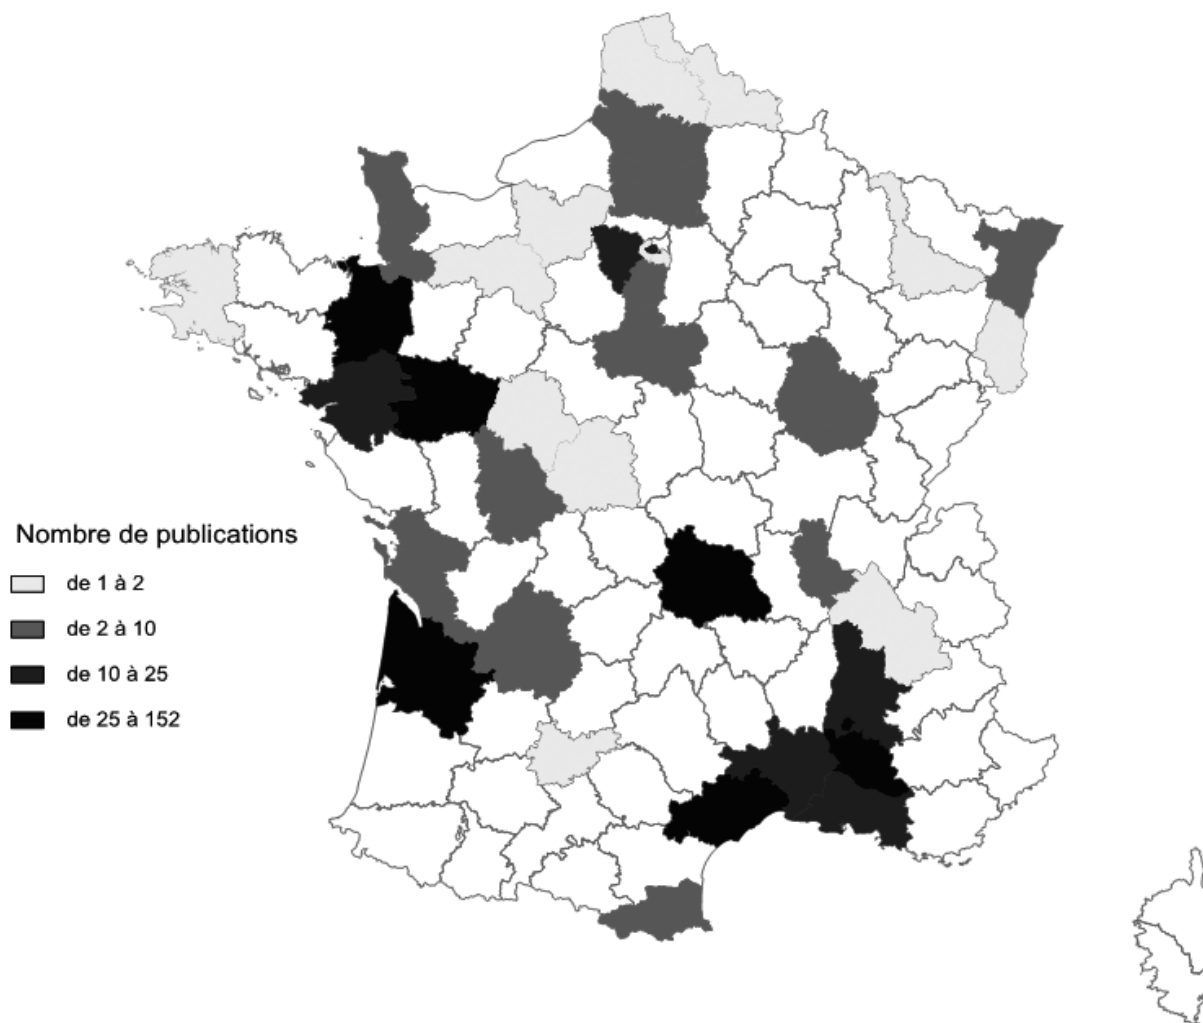 Nombre de publications
de 1 à 2
de 2 à 10
de 10 à 25
de 25 à 152